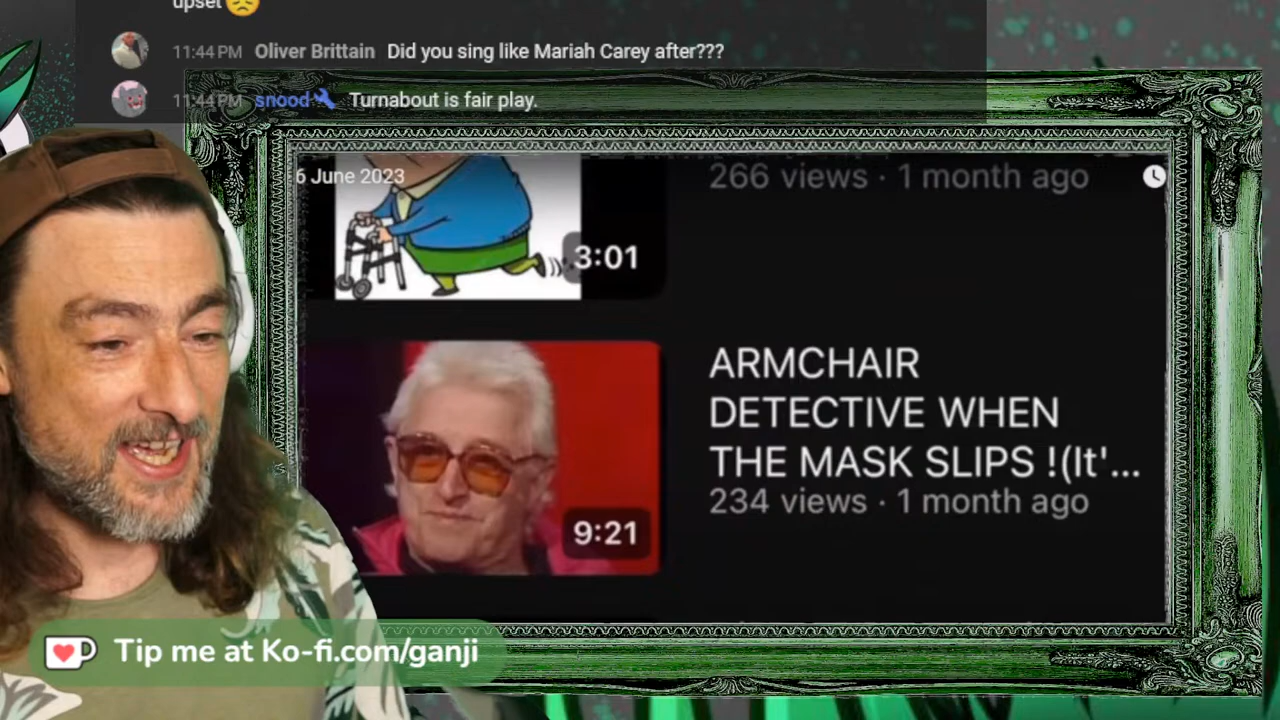 upset
11:44 PM Oliver Brittain Did you sing like Mariah Carey after???
11:44 PM snood Turnabout is fair play.
6 June 2023
266 views · 1 month ago
3:01
ARMCHAIR
DETECTIVE WHEN
THE MASK SLIPS !(It'...
234 views · 1 month ago
9:21
Tip me at Ko-fi.com/ganji